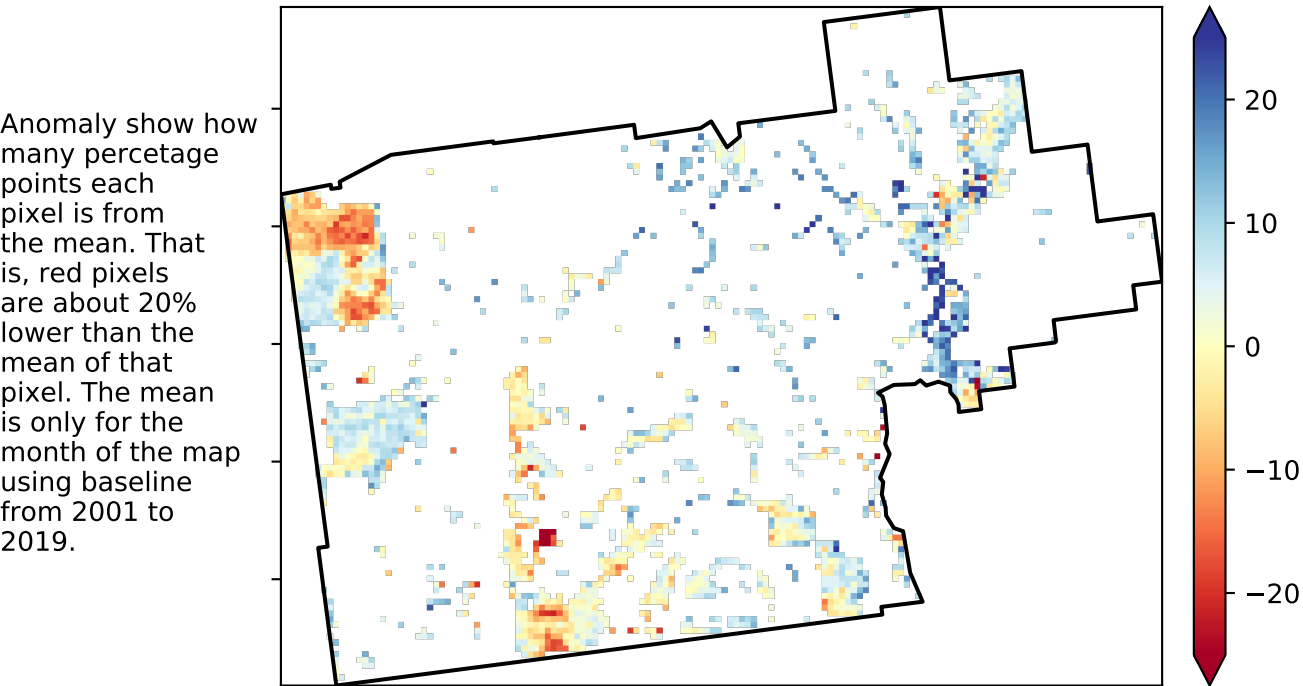 Anomaly show how
many percetage
points each
pixel is from
the mean. That
is, red pixels
are about 20%
lower than the
mean of that
pixel. The mean
is only for the
month of the map
using baseline
from 2001 to
2019.
20
10
0
−10
−20